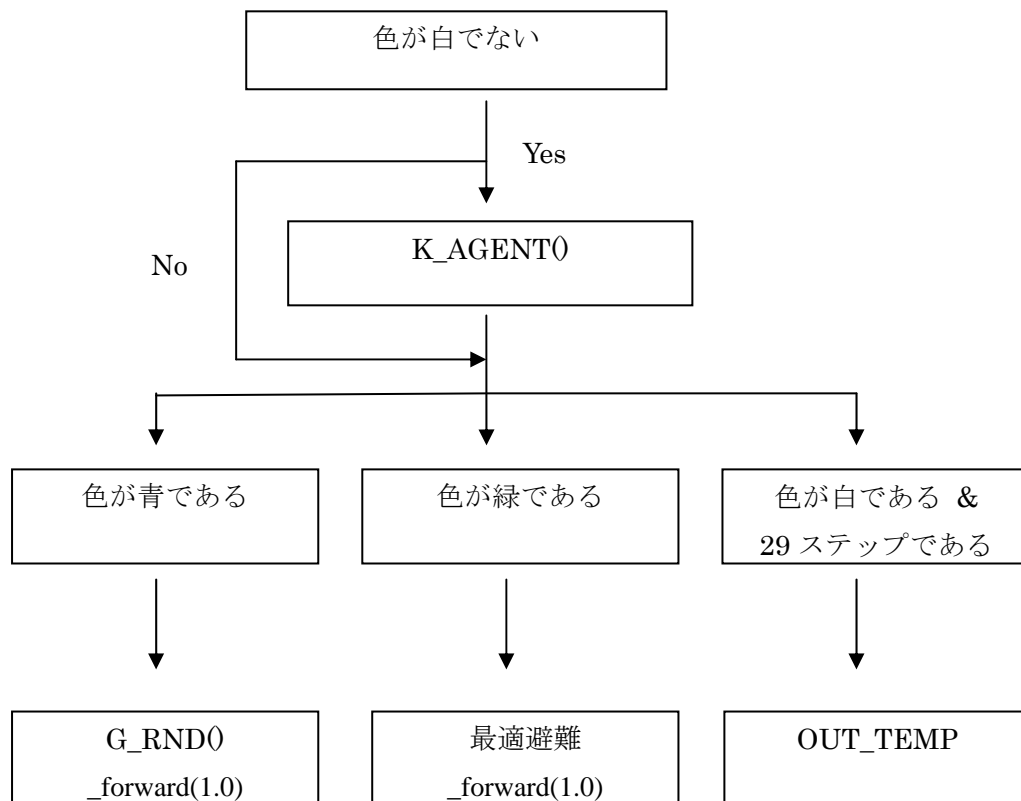 色が白でない
Yes
K_AGENT()
No
色が青である
色が緑である
色が白である &
29 ステップである
G_RND()
_forward(1.0)
最適避難
_forward(1.0)
OUT_TEMP